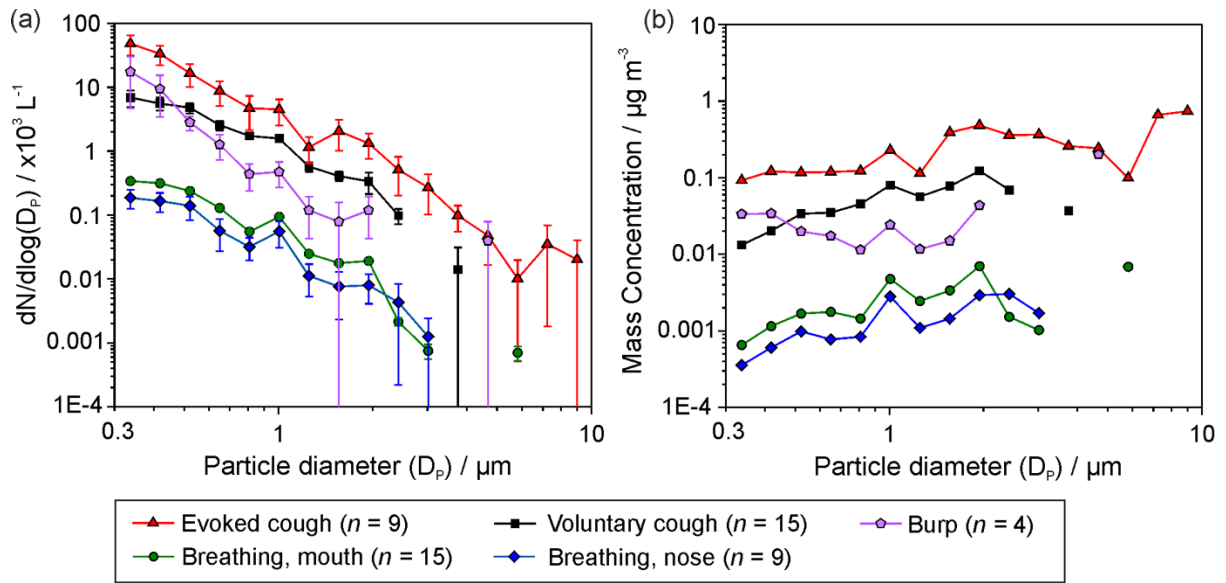 (a)
100
10
1
0.1
0.01
0.001
1E-4
dN/dlog(Dₚ) / x10³ L⁻¹
0.3
1
10
Particle diameter (Dₚ) / µm
(b)
10
1
0.1
0.01
0.001
1E-4
Mass Concentration / µg m⁻³
0.3
1
10
Particle diameter (Dₚ) / µm
Evoked cough (n = 9)
Voluntary cough (n = 15)
Burp (n = 4)
Breathing, mouth (n = 15)
Breathing, nose (n = 9)